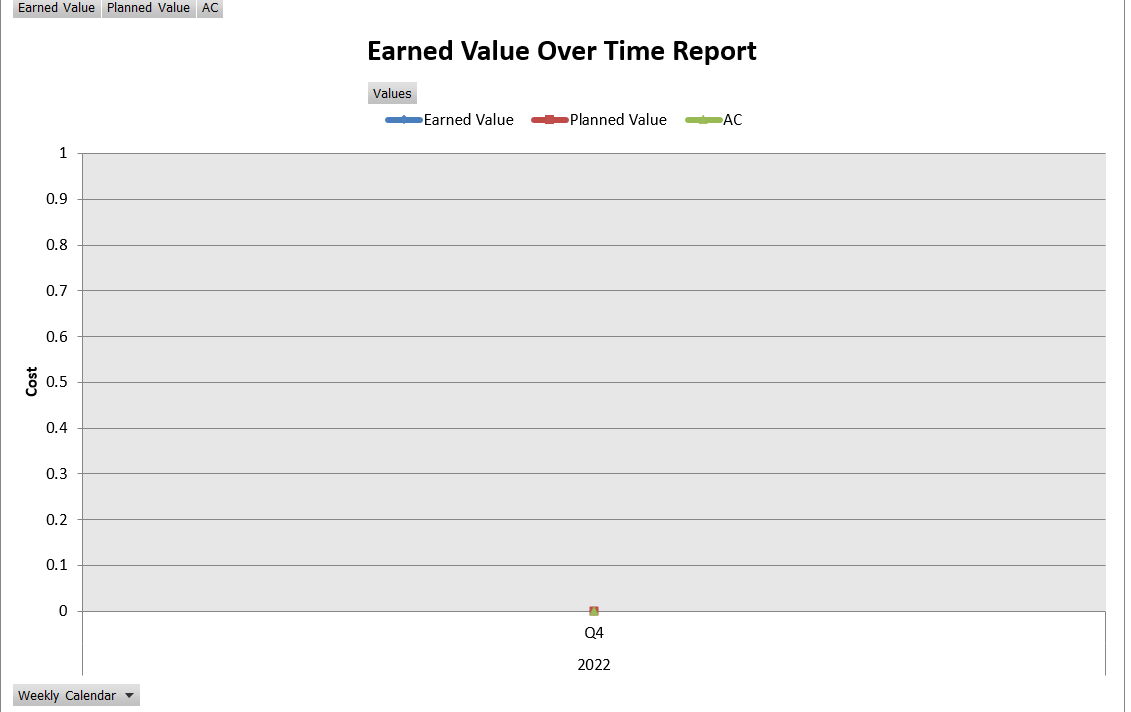 Earned Value Planned Value AC
Earned Value Over Time Report
Values
Earned Value Planned Value AC
1
0.9
0.8
0.7
0.6
0.5
0.4
0.3
0.2
0.1
0
Cost
Q4
2022
Weekly Calendar